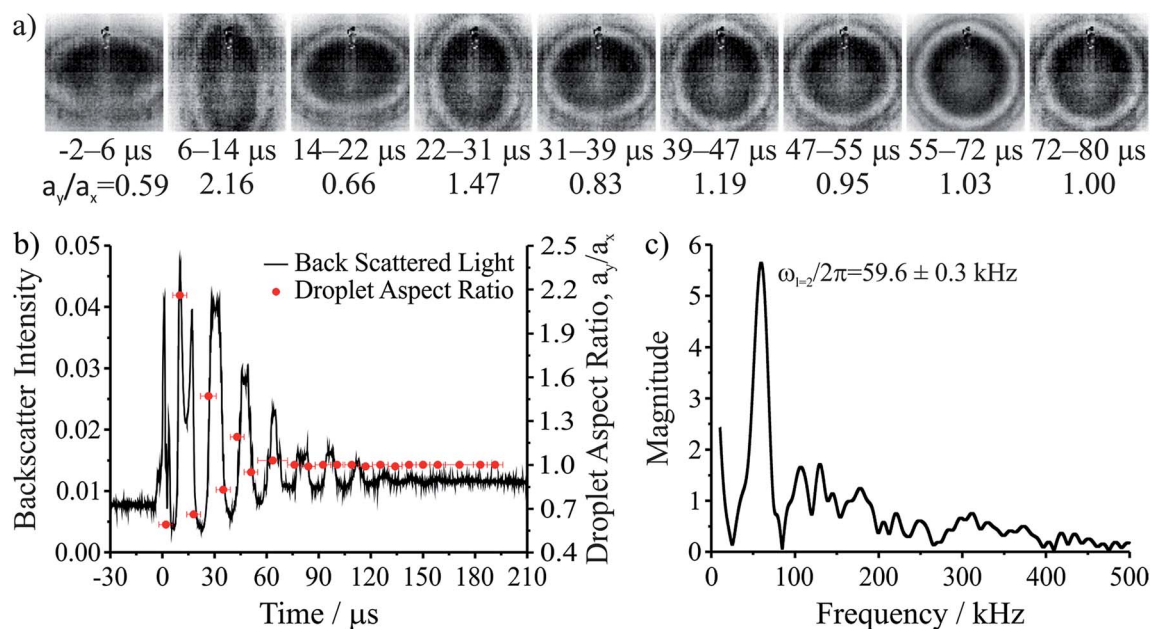 a)
-2–6 μs 6–14 μs 14–22 μs 22–31 μs 31–39 μs 39–47 μs 47–55 μs 55–72 μs 72–80 μs
a_y/a_x=0.59 2.16 0.66 1.47 0.83 1.19 0.95 1.03 1.00
b)
Backscatter Intensity
0.05
0.04
0.03
0.02
0.01
0.00
Back Scattered Light
Droplet Aspect Ratio
2.5
2.2
1.9
1.6
1.3
1.0
0.7
0.4
Droplet Aspect Ratio, a_y/a_x
-30 0 30 60 90 120 150 180 210
Time / μs
c)
Magnitude
6
5
4
3
2
1
0
ω_l=2/2π=59.6 ± 0.3 kHz
0 100 200 300 400 500
Frequency / kHz